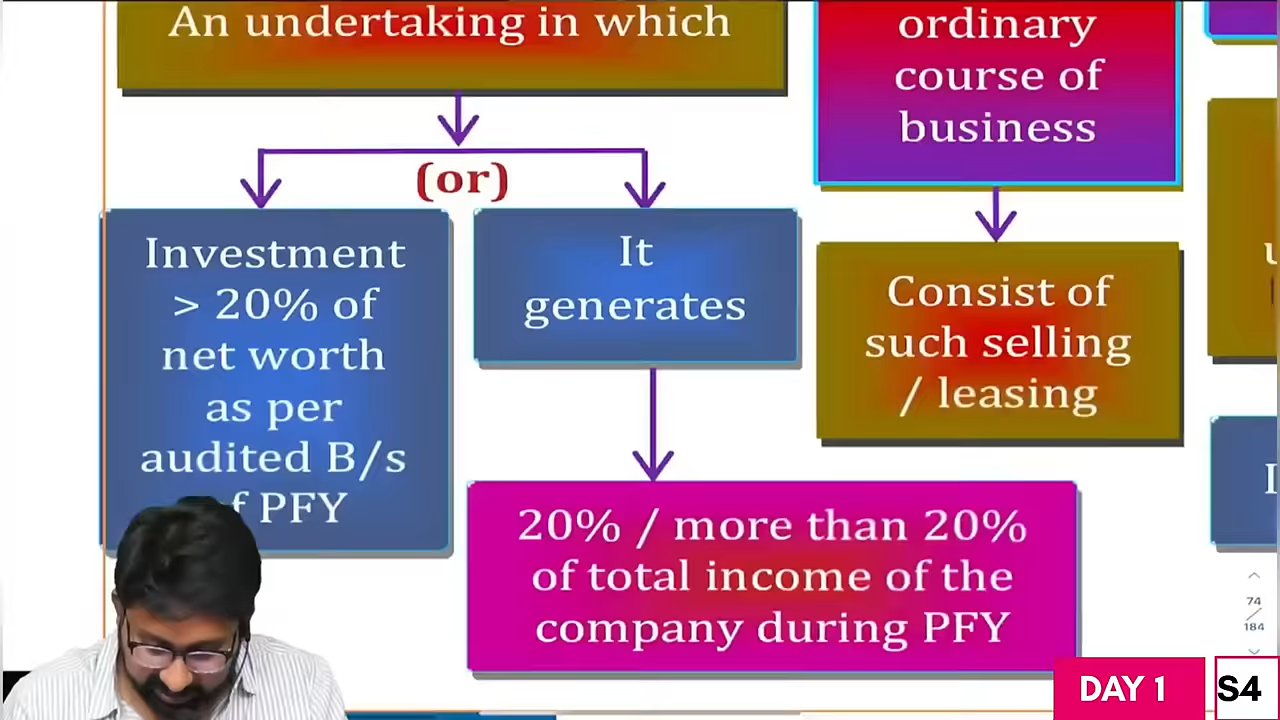 An undertaking in which
(or)
Investment
> 20% of
net worth
as per
audited B/s
f PFY
It
generates
20% / more than 20%
of total income of the
company during PFY
ordinary
course of
business
Consist of
such selling
/ leasing
74
184
DAY 1
S4